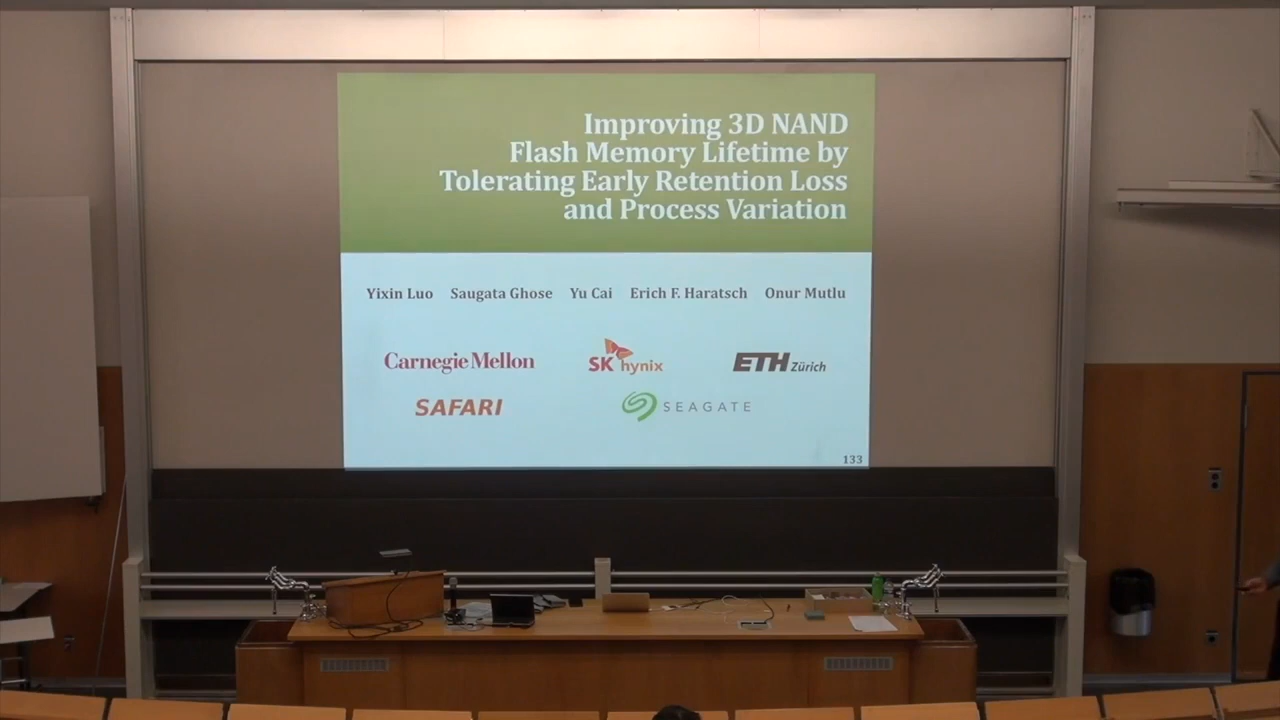 Improving 3D NAND
Flash Memory Lifetime by
Tolerating Early Retention Loss
and Process Variation
Yixin Luo Saugata Ghose Yu Cai Erich F. Haratsch Onur Mutlu
Carnegie Mellon SK hynix ETH Zürich
SAFARI SEAGATE
133